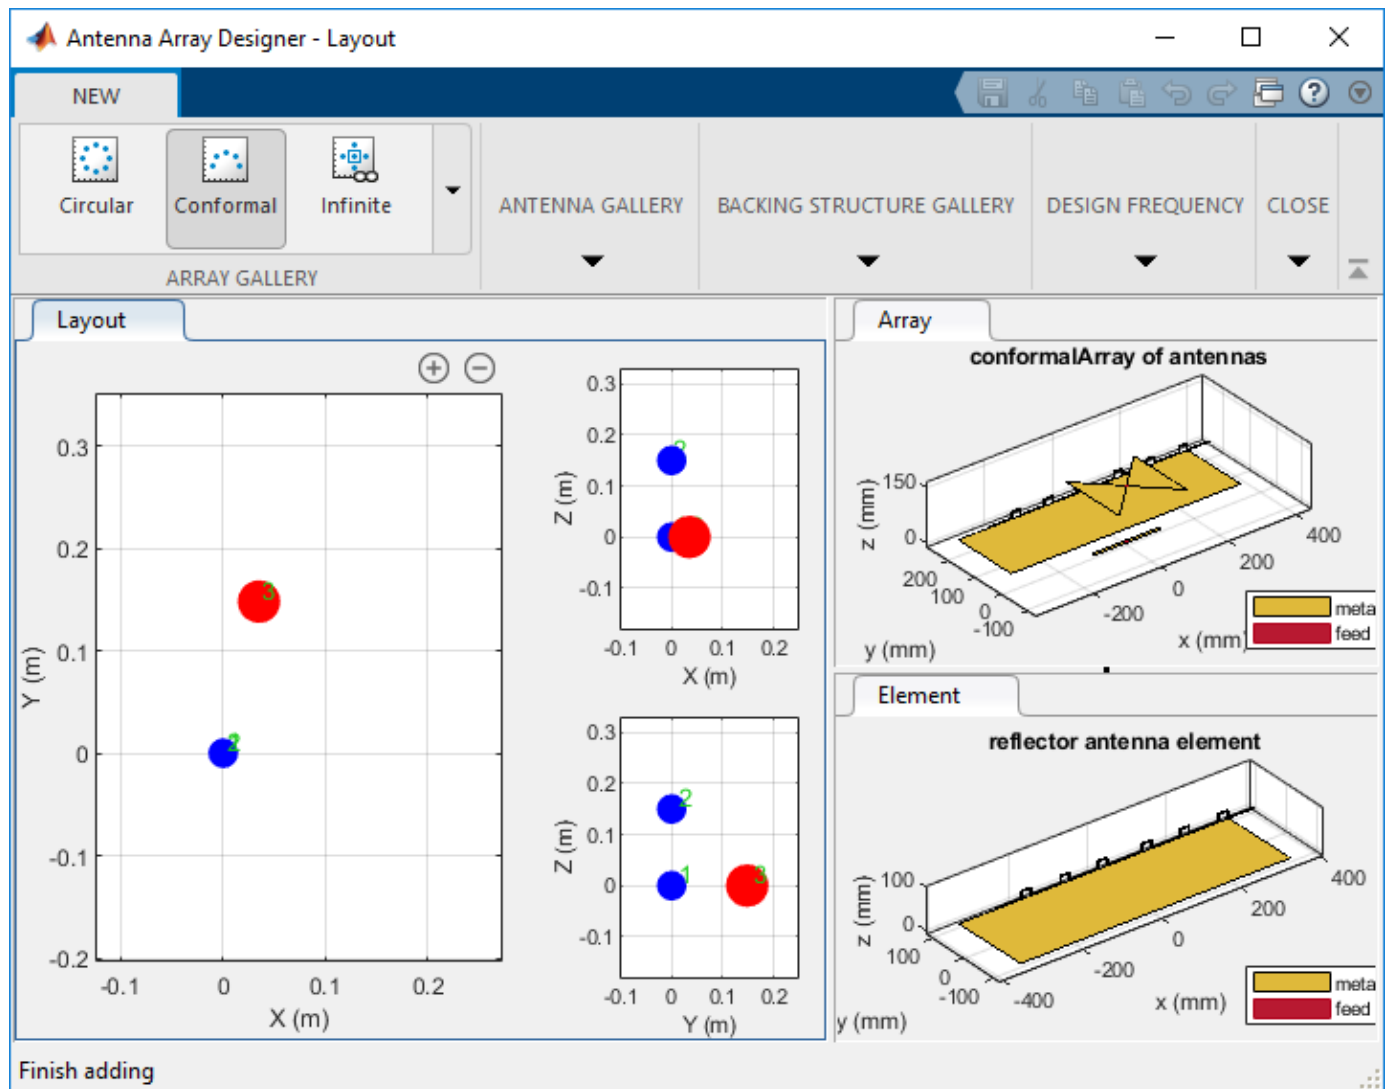 Antenna Array Designer - Layout
NEW
Circular
Conformal
Infinite
ARRAY GALLERY
ANTENNA GALLERY
BACKING STRUCTURE GALLERY
DESIGN FREQUENCY
CLOSE
Layout
0.3
0.2
0.1
0
-0.1
-0.2
Y (m)
3
-0.1 0 0.1 0.2
X (m)
0.3
0.2
0.1
0
-0.1
Z (m)
-0.1 0 0.1 0.2
X (m)
0.3
0.2
0.1
0
-0.1
Z (m)
2
1
3
-0.1 0 0.1 0.2
Y (m)
Array
conformalArray of antennas
150
0
z (mm)
200
100
0
-100
y (mm)
-200
0
200
400
x (mm)
meta
feed
Element
reflector antenna element
100
0
z (mm)
100
0
-100
y (mm)
-400
-200
0
200
400
x (mm)
meta
feed
Finish adding